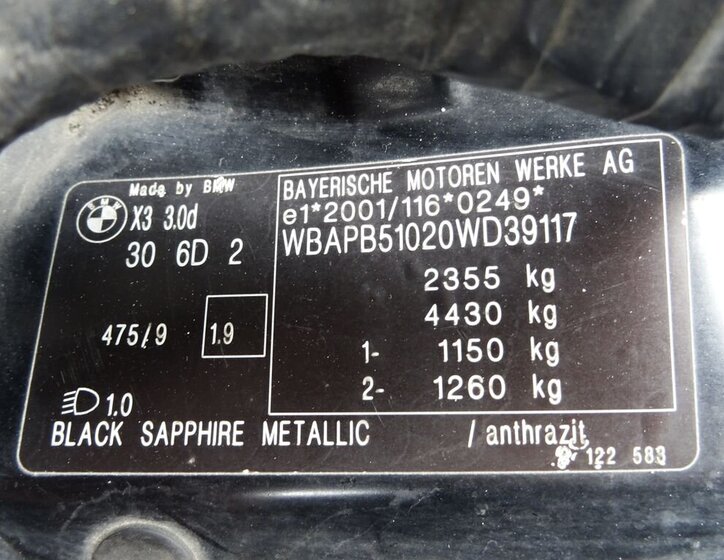 Made by BMW
BMW
X3 3.0d
30 6D 2
475/9 1.9
1.0
BAYERISCHE MOTOREN WERKE AG
e1*2001/116*0249*
WBAPB51020WD39117
2355 kg
4430 kg
1- 1150 kg
2- 1260 kg
BLACK SAPPHIRE METALLIC /anthrazit
122 583